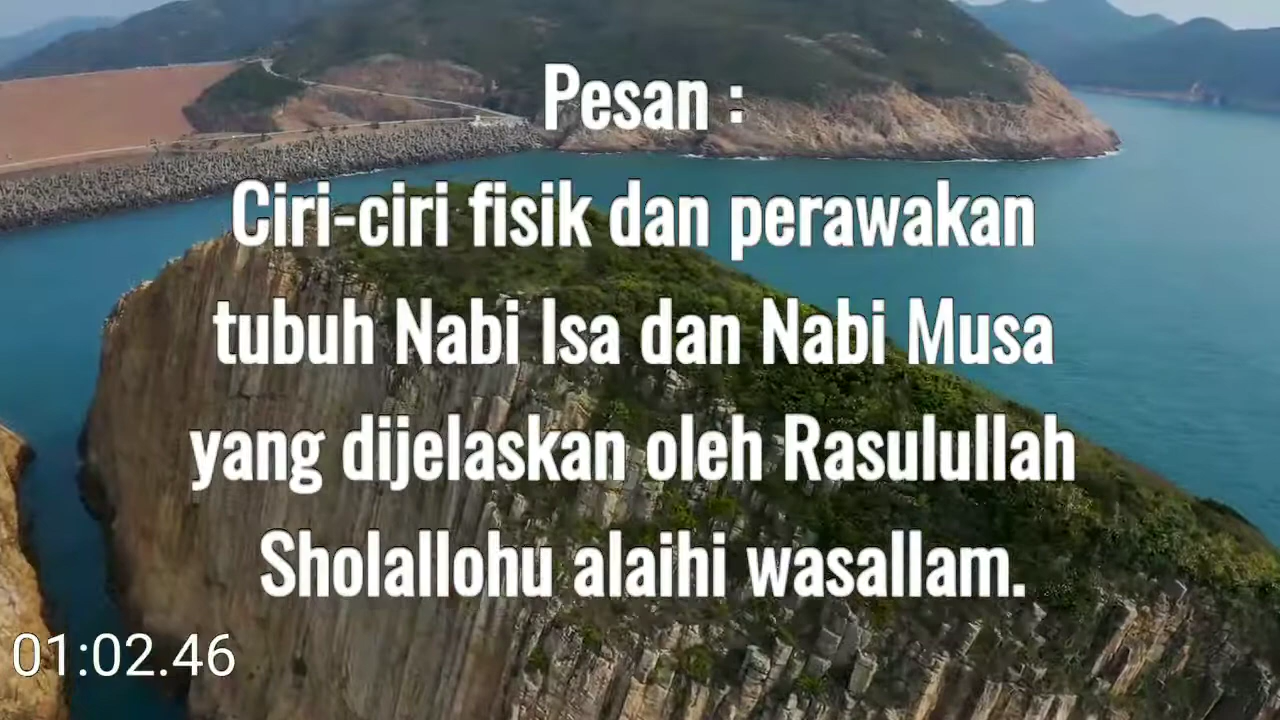 Pesan :
Ciri-ciri fisik dan perawakan
tubuh Nabi Isa dan Nabi Musa
yang dijelaskan oleh Rasulullah
Sholallohu alaihi wasallam.
01:02.46